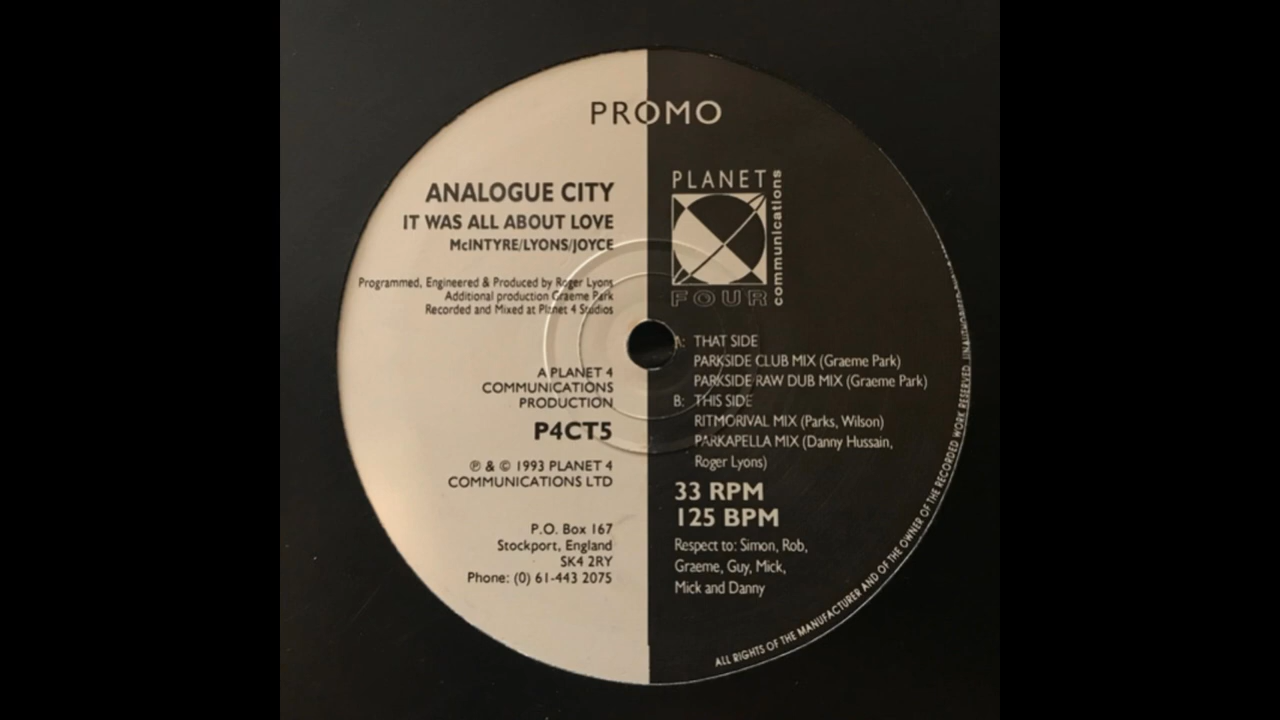 PROMO
ANALOGUE CITY
IT WAS ALL ABOUT LOVE
McINTYRE/LYONS/JOYCE
Programmed, Engineered & Produced by Roger Lyons
Additional production Graeme Park
Recorded and Mixed at Planet 4 Studios
A PLANET 4
COMMUNICATIONS
PRODUCTION
P4CT5
℗ & © 1993 PLANET 4
COMMUNICATIONS LTD
P.O. Box 167
Stockport, England
SK4 2RY
Phone: (0) 61-443 2075
PLANET
FOUR
communications
A: THAT SIDE
PARKSIDE CLUB MIX (Graeme Park)
PARKSIDE RAW DUB MIX (Graeme Park)
B: THIS SIDE
RITMORIVAL MIX (Parks, Wilson)
PARKAPELLA MIX (Danny Hussain,
Roger Lyons)
33 RPM
125 BPM
Respect to: Simon, Rob,
Graeme, Guy, Mick,
Mick and Danny
ALL RIGHTS OF THE MANUFACTURER AND OF THE OWNER OF THE RECORDED WORK RESERVED.